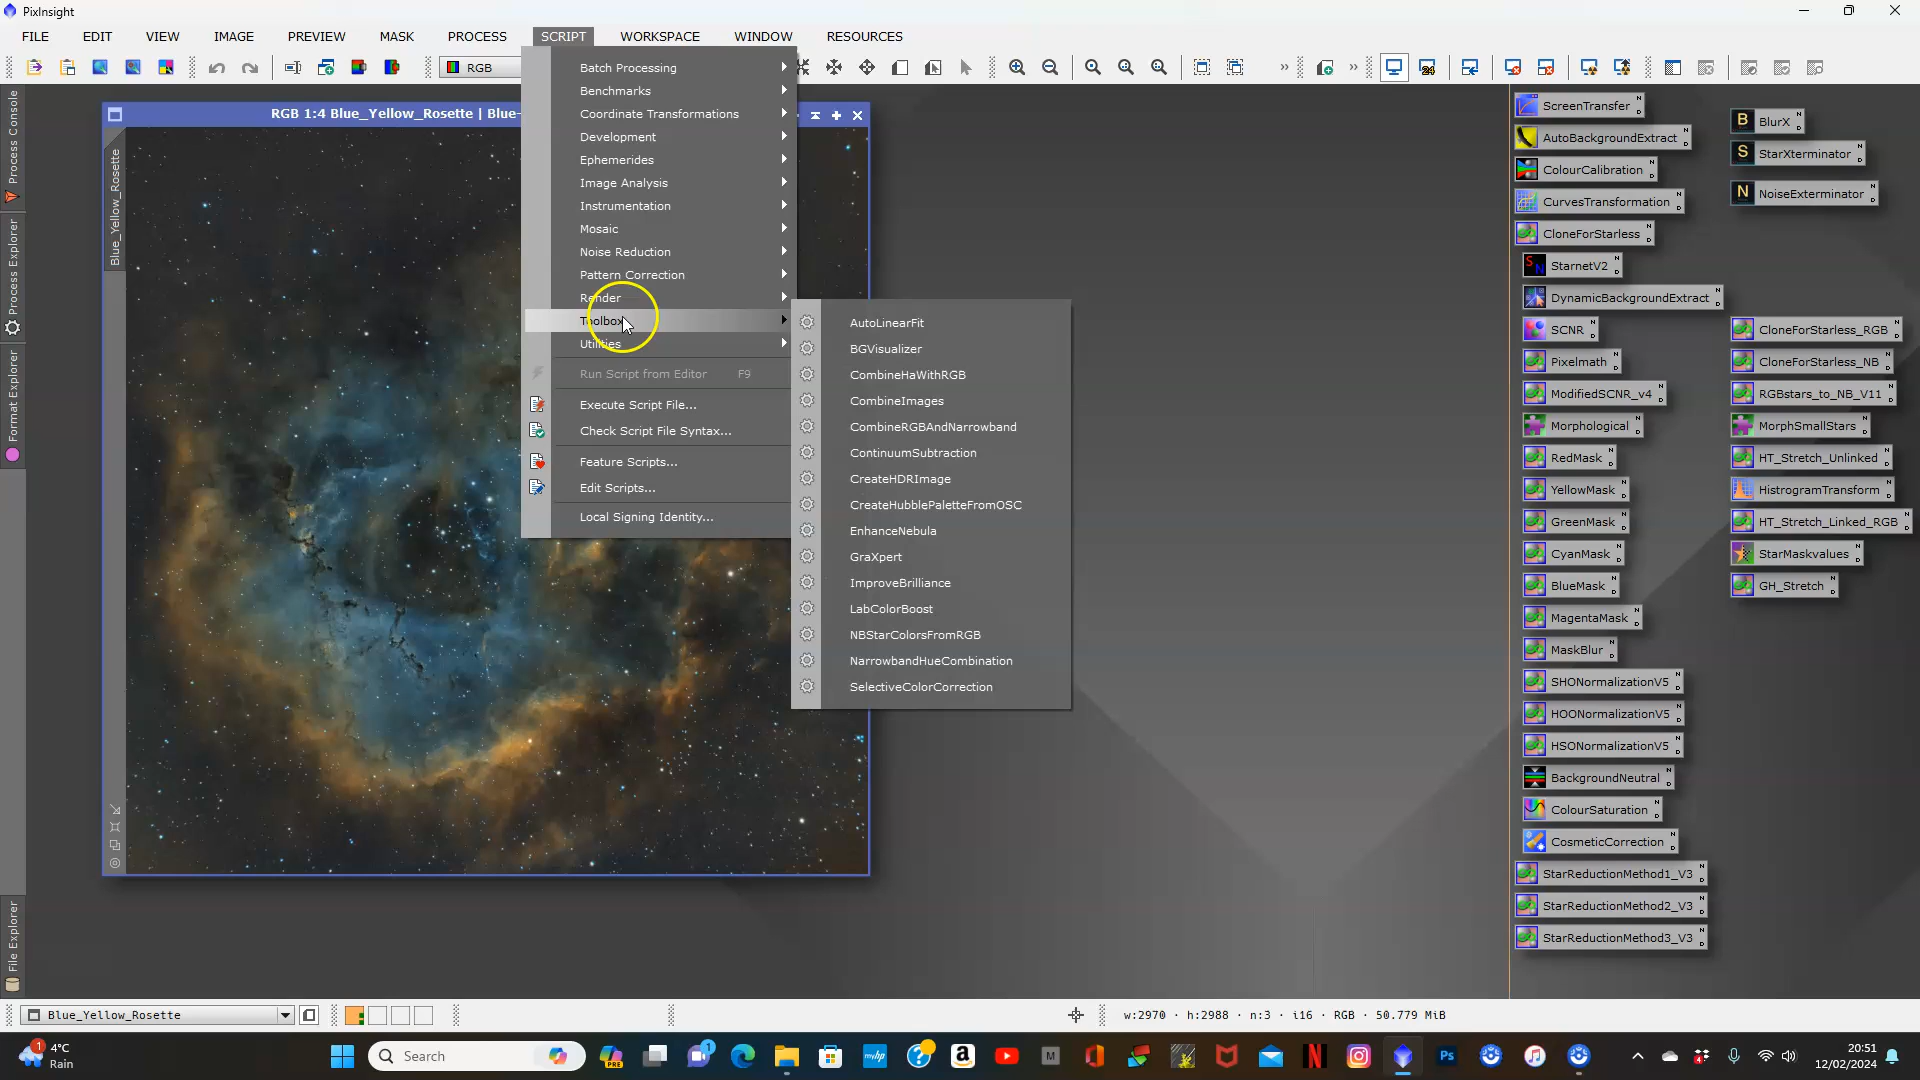 PixInsight
FILE EDIT VIEW IMAGE PREVIEW MASK PROCESS SCRIPT WORKSPACE WINDOW RESOURCES
RGB
24
RGB 1:4 Blue_Yellow_Rosette | Blue-
Blue_Yellow_Rosette
Process Console
Process Explorer
Format Explorer
File Explorer
Batch Processing
Benchmarks
Coordinate Transformations
Development
Ephemerides
Image Analysis
Instrumentation
Mosaic
Noise Reduction
Pattern Correction
Render
Toolbox
Utilities
Run Script from Editor F9
Execute Script File...
Check Script File Syntax...
Feature Scripts...
Edit Scripts...
Local Signing Identity...
AutoLinearFit
BGVisualizer
CombineHaWithRGB
CombineImages
CombineRGBAndNarrowband
ContinuumSubtraction
CreateHDRImage
CreateHubblePaletteFromOSC
EnhanceNebula
GraXpert
ImproveBrilliance
LabColorBoost
NBStarColorsFromRGB
NarrowbandHueCombination
SelectiveColorCorrection
ScreenTransfer
AutoBackgroundExtract
ColourCalibration
CurvesTransformation
CloneForStarless
StarnetV2
DynamicBackgroundExtract
SCNR
Pixelmath
ModifiedSCNR_v4
Morphological
RedMask
YellowMask
GreenMask
CyanMask
BlueMask
MagentaMask
MaskBlur
SHONormalizationV5
HOONormalizationV5
HSONormalizationV5
BackgroundNeutral
ColourSaturation
CosmeticCorrection
StarReductionMethod1_V3
StarReductionMethod2_V3
StarReductionMethod3_V3
B BlurX
S StarXterminator
N NoiseExterminator
CloneForStarless_RGB
CloneForStarless_NB
RGBstars_to_NB_V11
MorphSmallStars
HT_Stretch_Unlinked
HistrogramTransform
HT_Stretch_Linked_RGB
StarMaskvalues
GH_Stretch
Blue_Yellow_Rosette
w:2970 · h:2988 · n:3 · i16 · RGB · 50.779 MiB
1
4°C
Rain
Search
PRE
1
myhp
M
Ps
4
20:51
12/02/2024